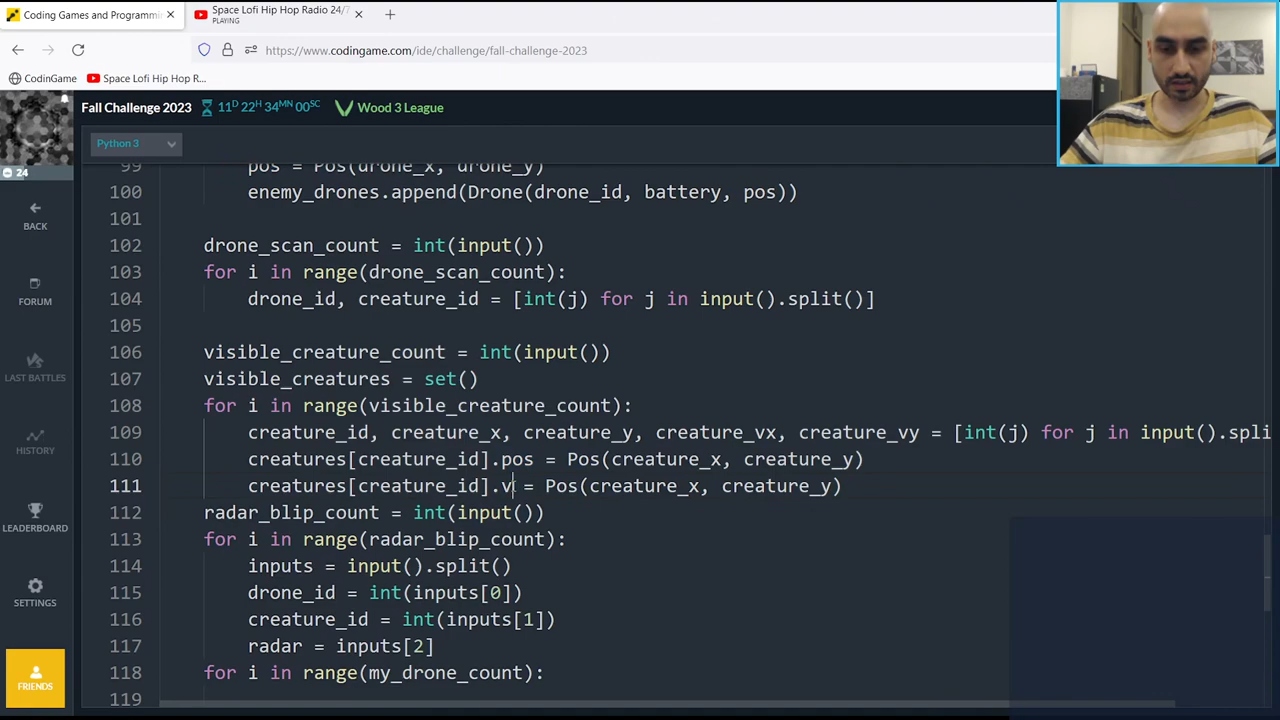 Coding Games and Programmi
Space Lofi Hip Hop Radio 24/7
PLAYING
https://www.codingame.com/ide/challenge/fall-challenge-2023
CodinGame
Space Lofi Hip Hop R...
Fall Challenge 2023 11D 22H 34MN 00SC Wood 3 League
Python 3
24
BACK
FORUM
LAST BATTLES
HISTORY
LEADERBOARD
SETTINGS
FRIENDS
99 pos = Pos(drone_x, drone_y)
100 enemy_drones.append(Drone(drone_id, battery, pos))
101
102 drone_scan_count = int(input())
103 for i in range(drone_scan_count):
104 drone_id, creature_id = [int(j) for j in input().split()]
105
106 visible_creature_count = int(input())
107 visible_creatures = set()
108 for i in range(visible_creature_count):
109 creature_id, creature_x, creature_y, creature_vx, creature_vy = [int(j) for j in input().spli
110 creatures[creature_id].pos = Pos(creature_x, creature_y)
111 creatures[creature_id].v = Pos(creature_x, creature_y)
112 radar_blip_count = int(input())
113 for i in range(radar_blip_count):
114 inputs = input().split()
115 drone_id = int(inputs[0])
116 creature_id = int(inputs[1])
117 radar = inputs[2]
118 for i in range(my_drone_count):
119